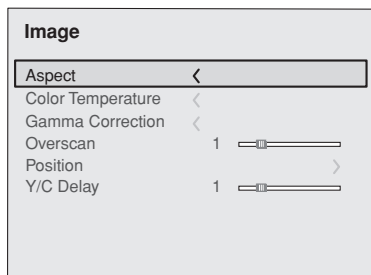 Image
Aspect <
Color Temperature <
Gamma Correction <
Overscan 1
Position >
Y/C Delay 1